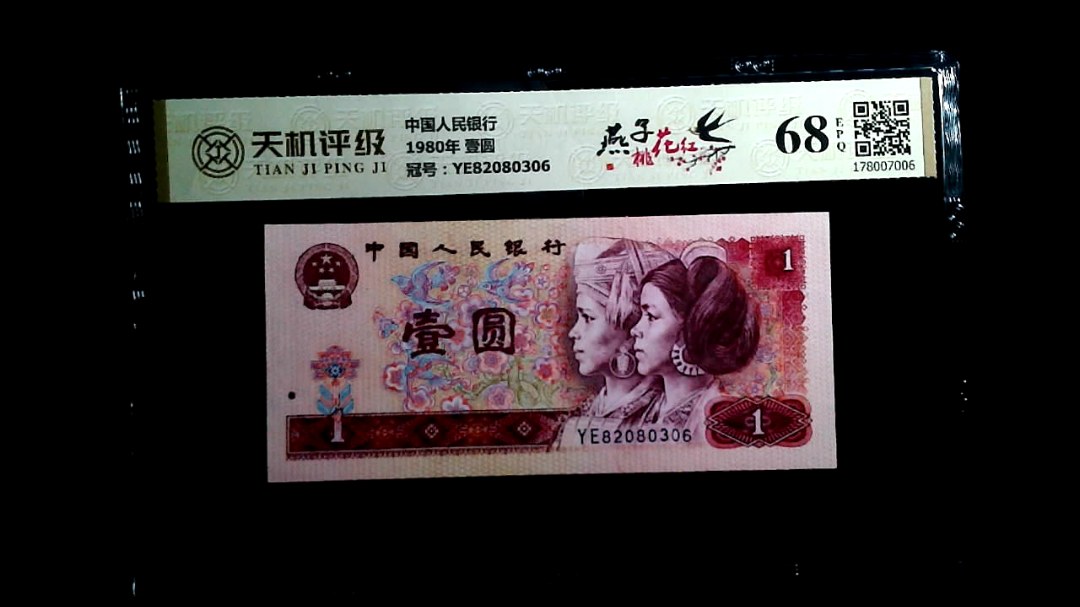 天机评级
TIAN JI PING JI
中国人民银行
1980年 壹圆
冠号：YE82080306
燕子
桃花红
68
EPQ
178007006
中国人民银行
1
壹圆
1
YE82080306
1